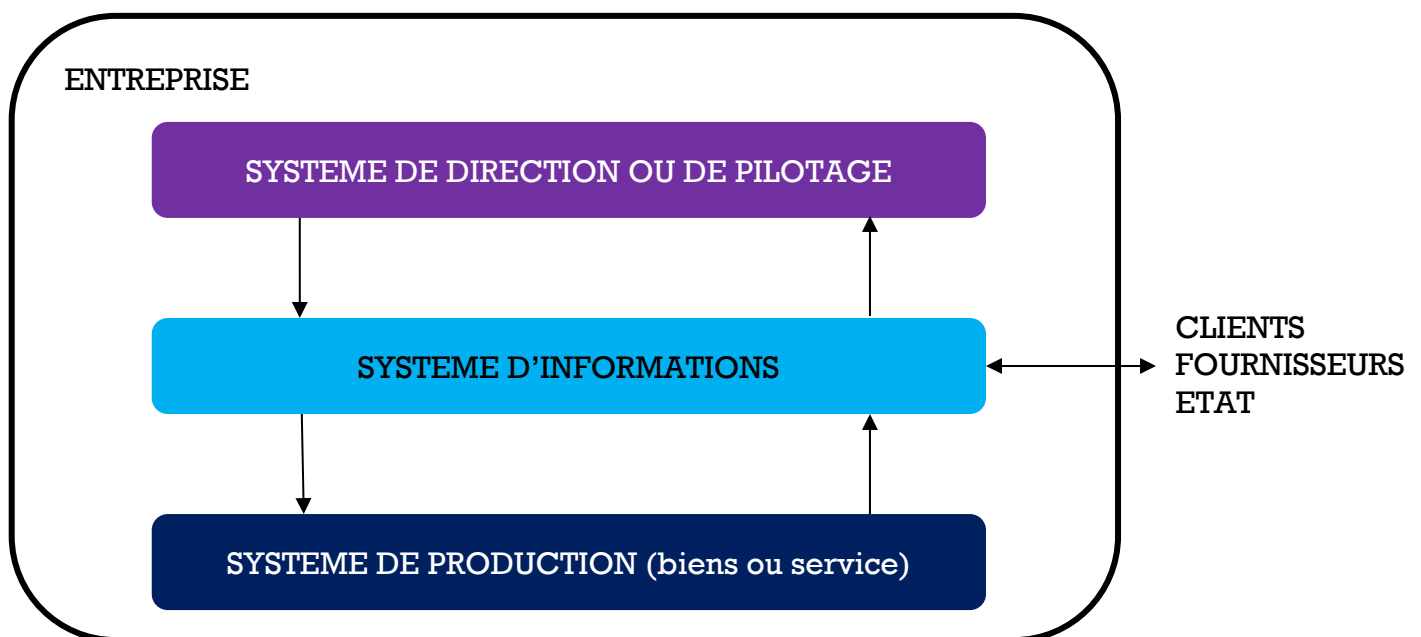 ENTREPRISE
SYSTEME DE DIRECTION OU DE PILOTAGE
SYSTEME D’INFORMATIONS
CLIENTS
FOURNISSEURS
ETAT
SYSTEME DE PRODUCTION (biens ou service)